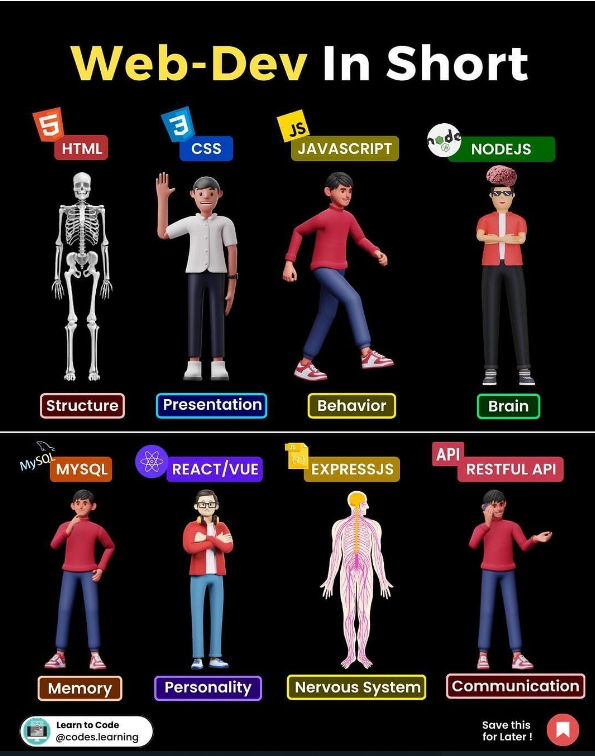 Web-Dev In Short
5
HTML
3
CSS
JS
JAVASCRIPT
node
JS
NODEJS
Structure
Presentation
Behavior
Brain
MySQL
MYSQL
REACT/VUE
EXPRESSJS
API
RESTFUL API
Memory
Personality
Nervous System
Communication
Learn to Code
@codes.learning
Save this
for Later !